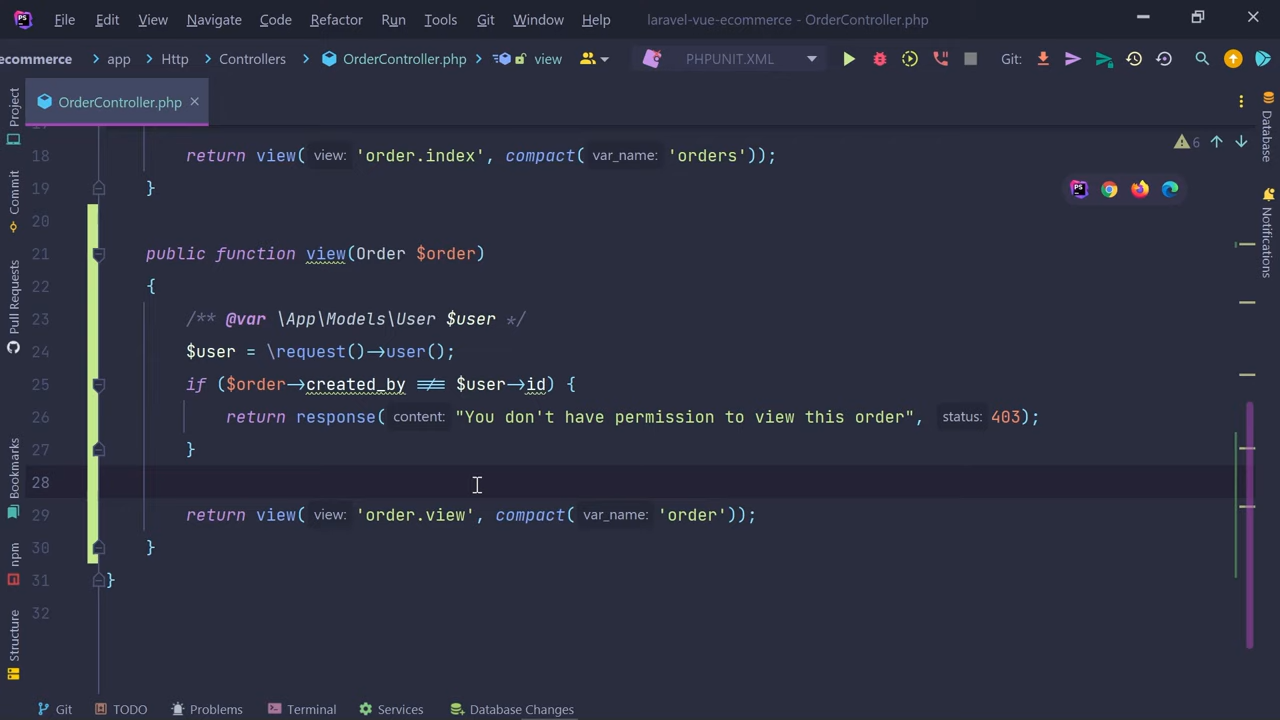 PS File Edit View Navigate Code Refactor Run Tools Git Window Help laravel-vue-ecommerce - OrderController.php
ecommerce app Http Controllers OrderController.php view PHPUNIT.XML Git:
OrderController.php
Project
Commit
Pull Requests
Bookmarks
npm
Structure
18 return view( view: 'order.index', compact( var_name: 'orders'));
19 }
20
21 public function view(Order $order)
22 {
23 /** @var \App\Models\User $user */
24 $user = \request()->user();
25 if ($order->created_by !== $user->id) {
26 return response( content: "You don't have permission to view this order", status: 403);
27 }
28
29 return view( view: 'order.view', compact( var_name: 'order'));
30 }
31 }
32
6
PS
Database
Notifications
Git TODO Problems Terminal Services Database Changes